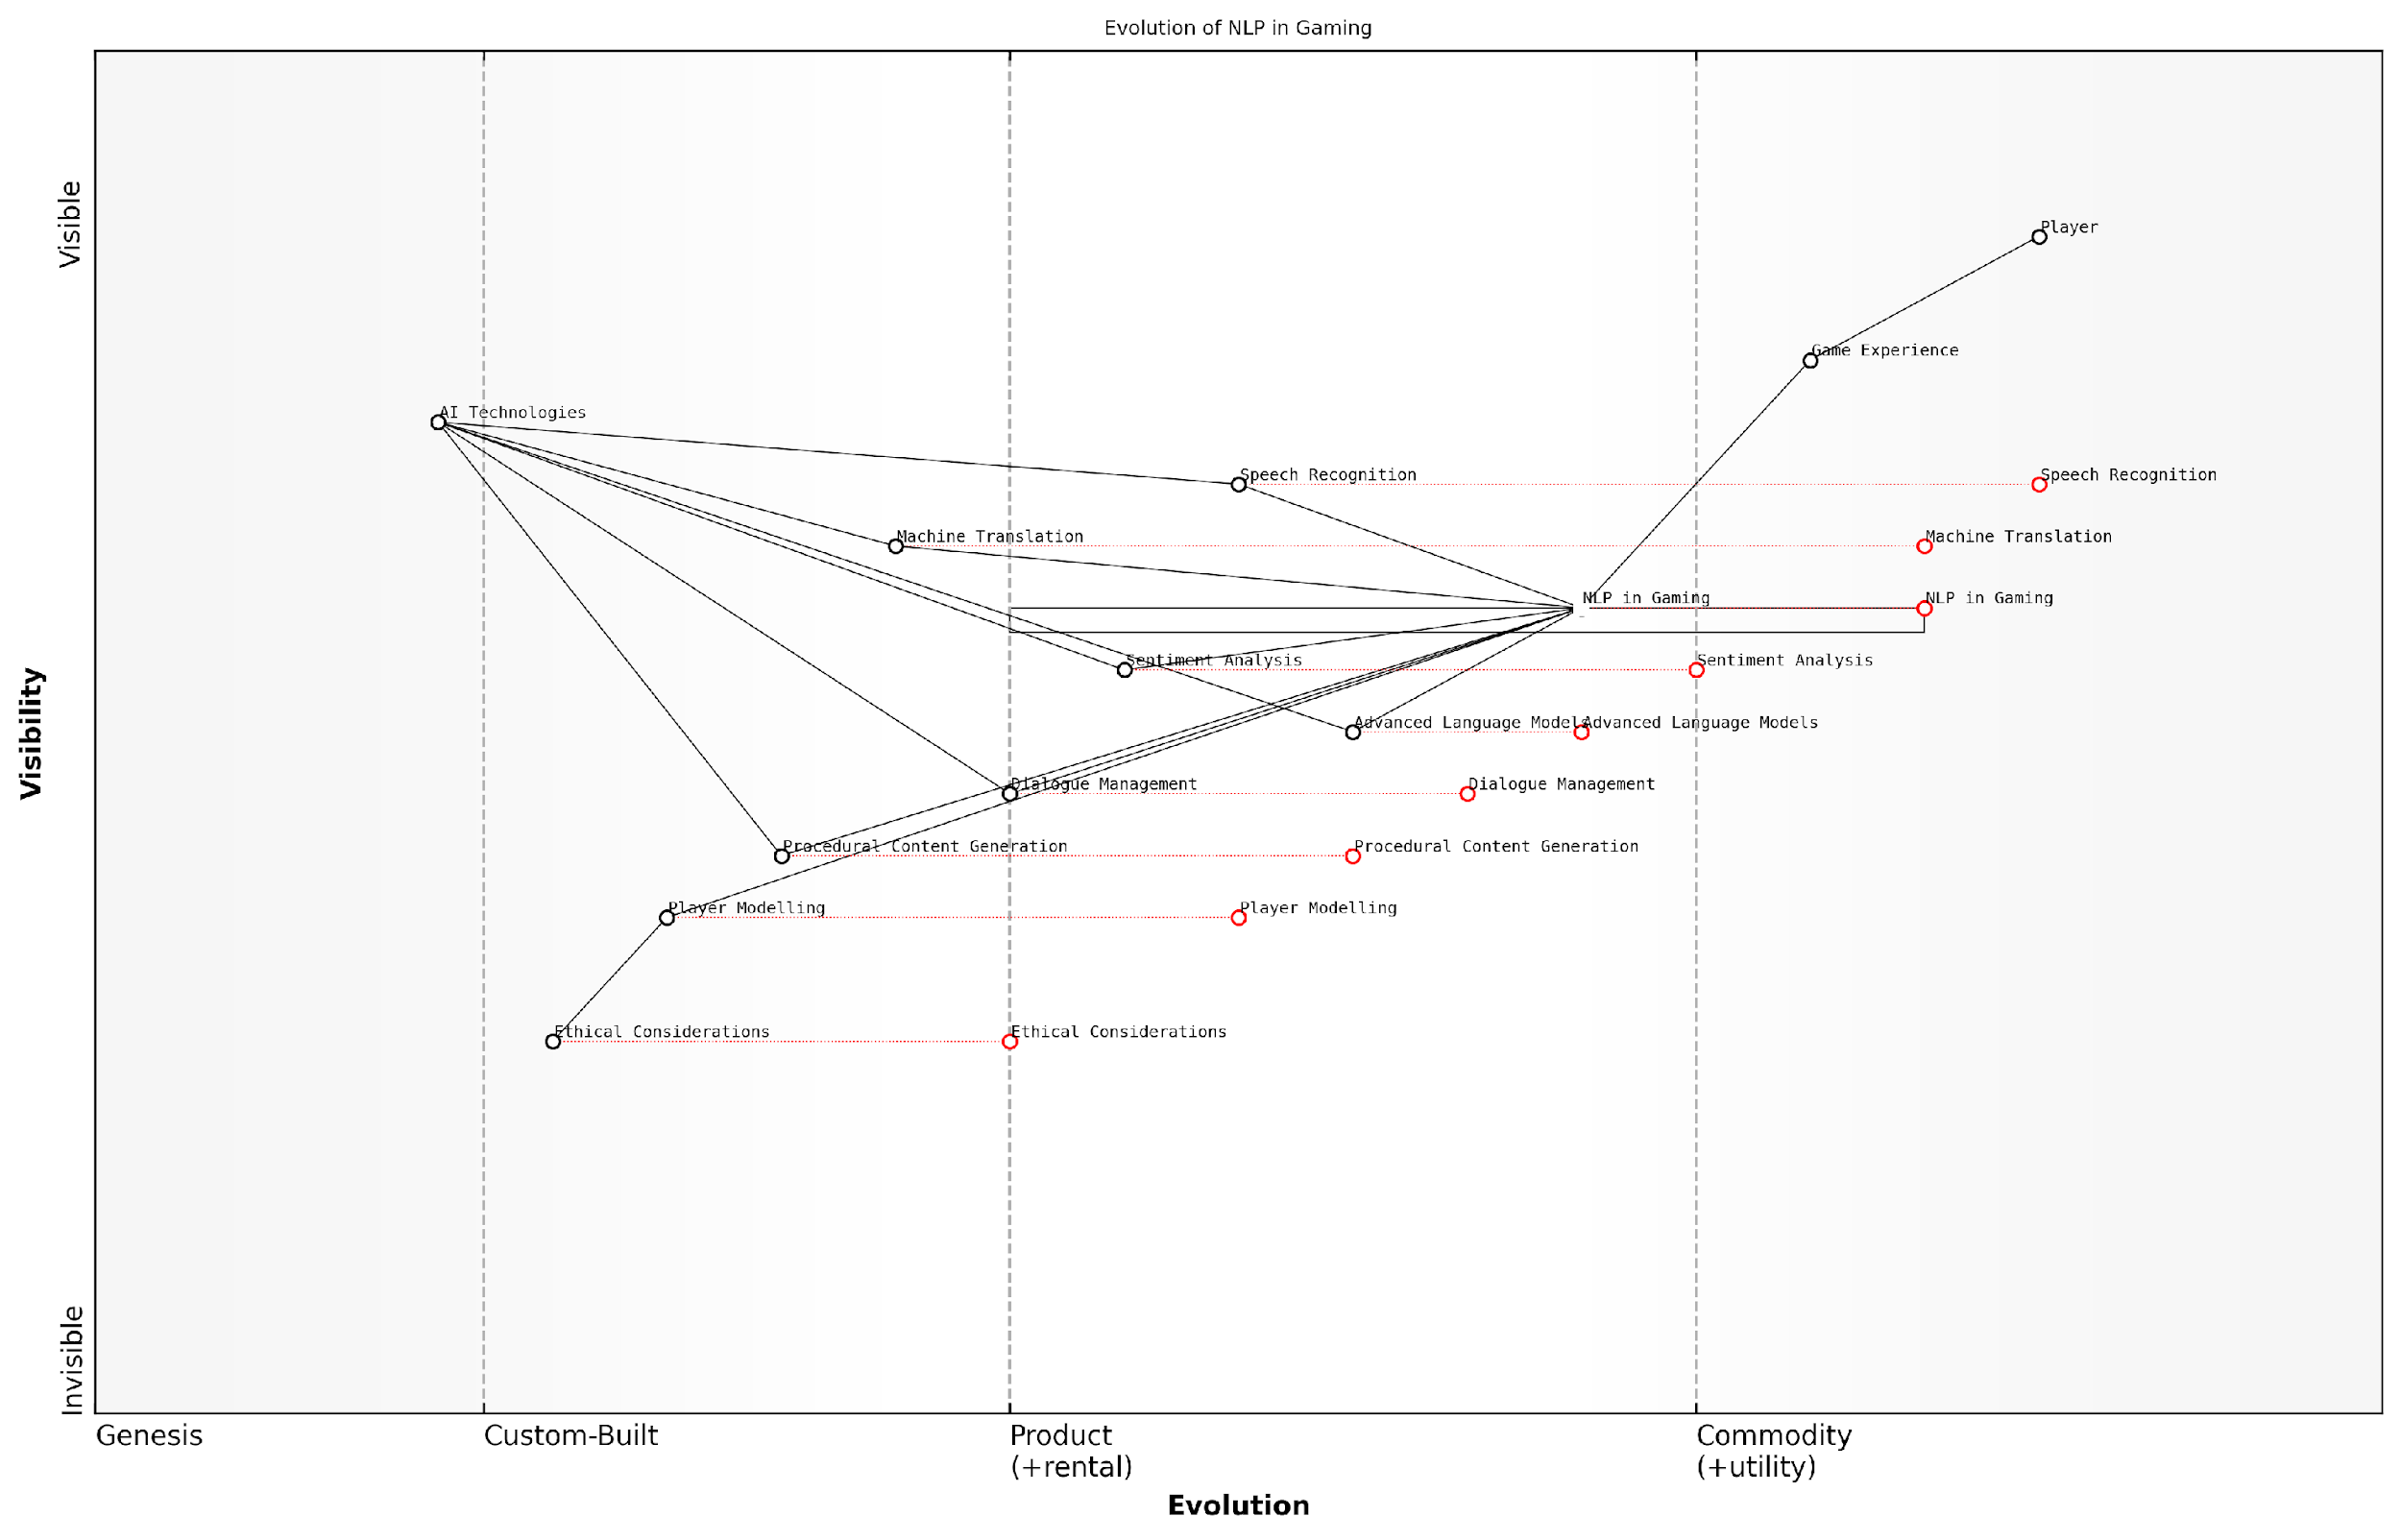 Evolution of NLP in Gaming
Visible
Player
Game Experience
AI Technologies
Speech Recognition
Speech Recognition
Machine Translation
Machine Translation
NLP in Gaming
NLP in Gaming
Sentiment Analysis
Sentiment Analysis
Advanced Language Models
Advanced Language Models
Visibility
Dialogue Management
Dialogue Management
Procedural Content Generation
Procedural Content Generation
Player Modelling
Player Modelling
Ethical Considerations
Ethical Considerations
Invisible
Genesis
Custom-Built
Product
(+rental)
Commodity
(+utility)
Evolution